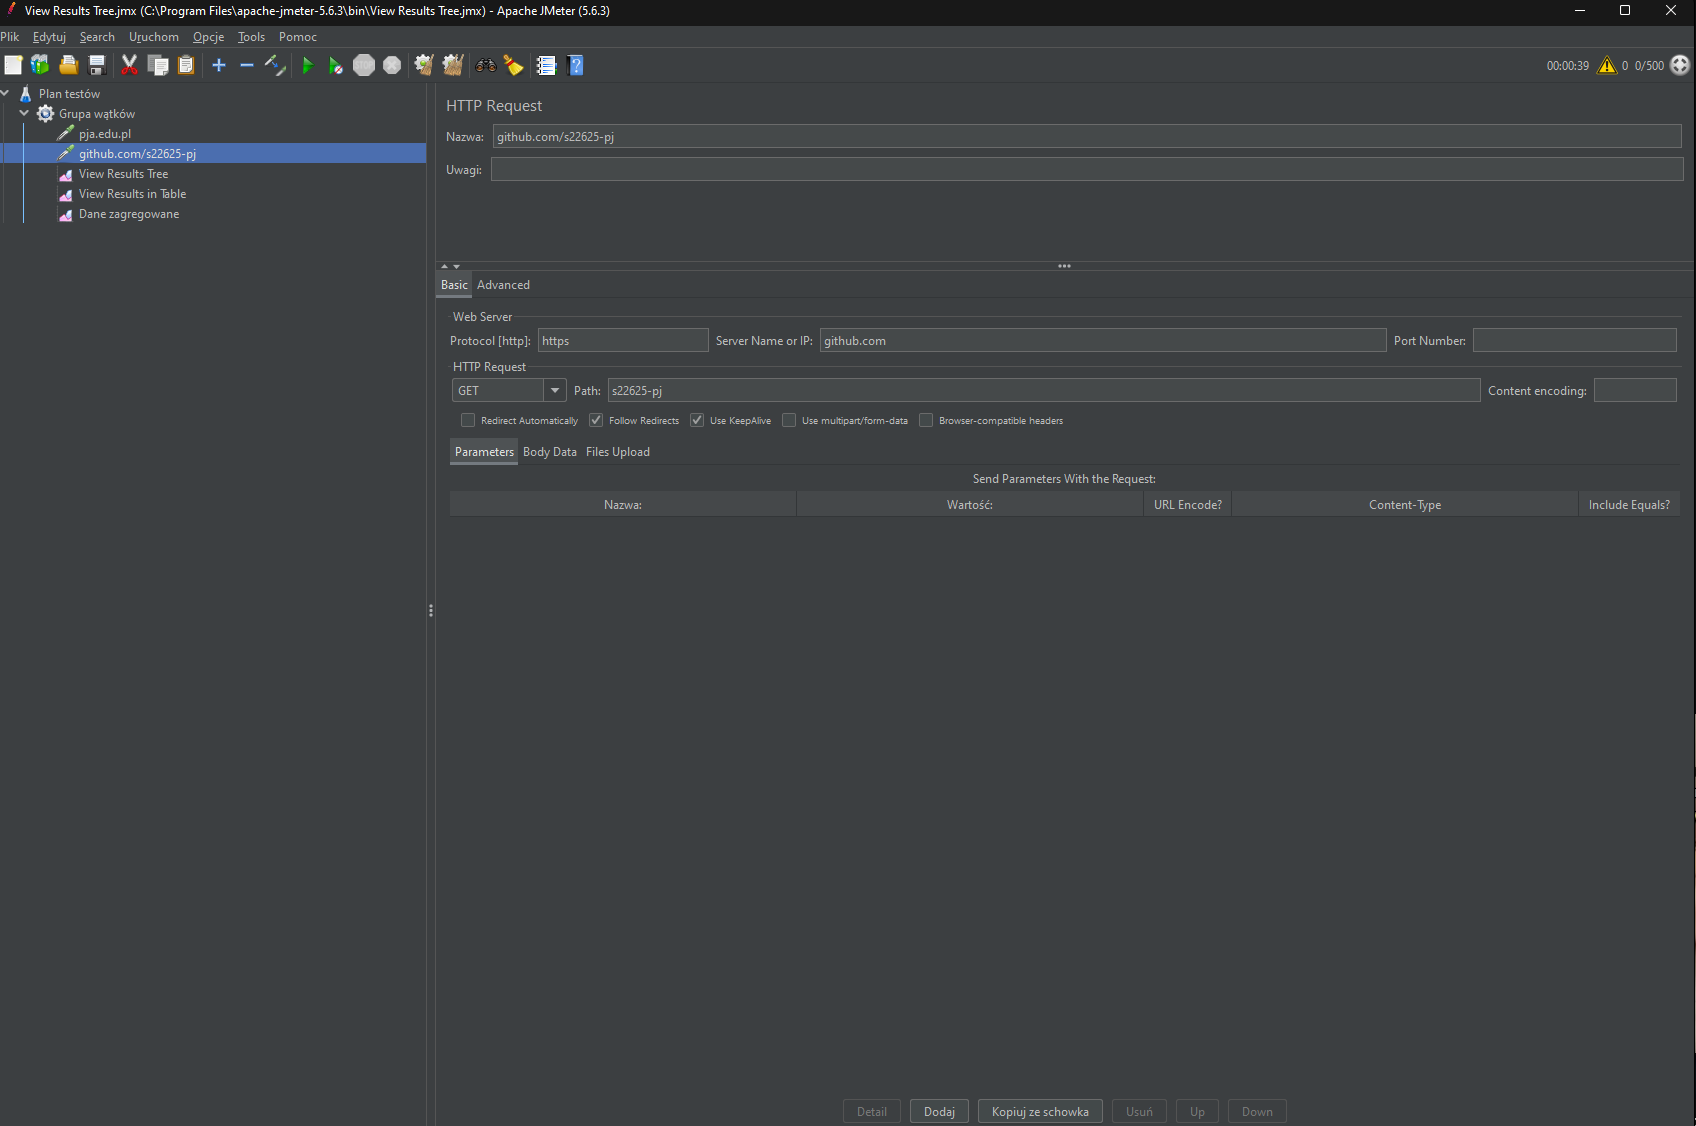 View Results Tree.jmx (C:\Program Files\apache-jmeter-5.6.3\bin\View Results Tree.jmx) - Apache JMeter (5.6.3)
Plik Edytuj Search Uruchom Opcje Tools Pomoc
00:00:39 0 0/500
Plan testów
Grupa wątków
pja.edu.pl
github.com/s22625-pj
View Results Tree
View Results in Table
Dane zagregowane
HTTP Request
Nazwa: github.com/s22625-pj
Uwagi:
Basic Advanced
Web Server
Protocol [http]: https Server Name or IP: github.com Port Number:
HTTP Request
GET Path: s22625-pj Content encoding:
Redirect Automatically Follow Redirects Use KeepAlive Use multipart/form-data Browser-compatible headers
Parameters Body Data Files Upload
Send Parameters With the Request:
Nazwa: Wartość: URL Encode? Content-Type Include Equals?
Detail Dodaj Kopiuj ze schowka Usuń Up Down